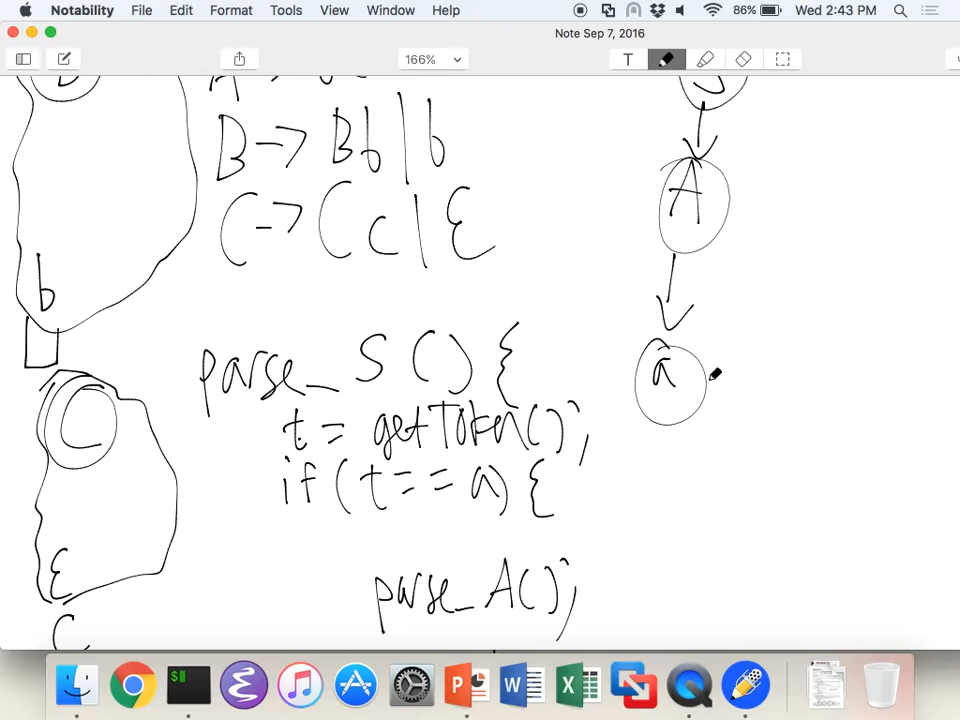 Notability File Edit Format Tools View Window Help 86% Wed 2:43 PM
Note Sep 7, 2016
166% T
B -> Bb | b
C -> Cc | ε
A
b
a
parse_S() {
t = getToken();
C
if (t == a) {
ε
parse_A();
C
$
P W X
DOCX